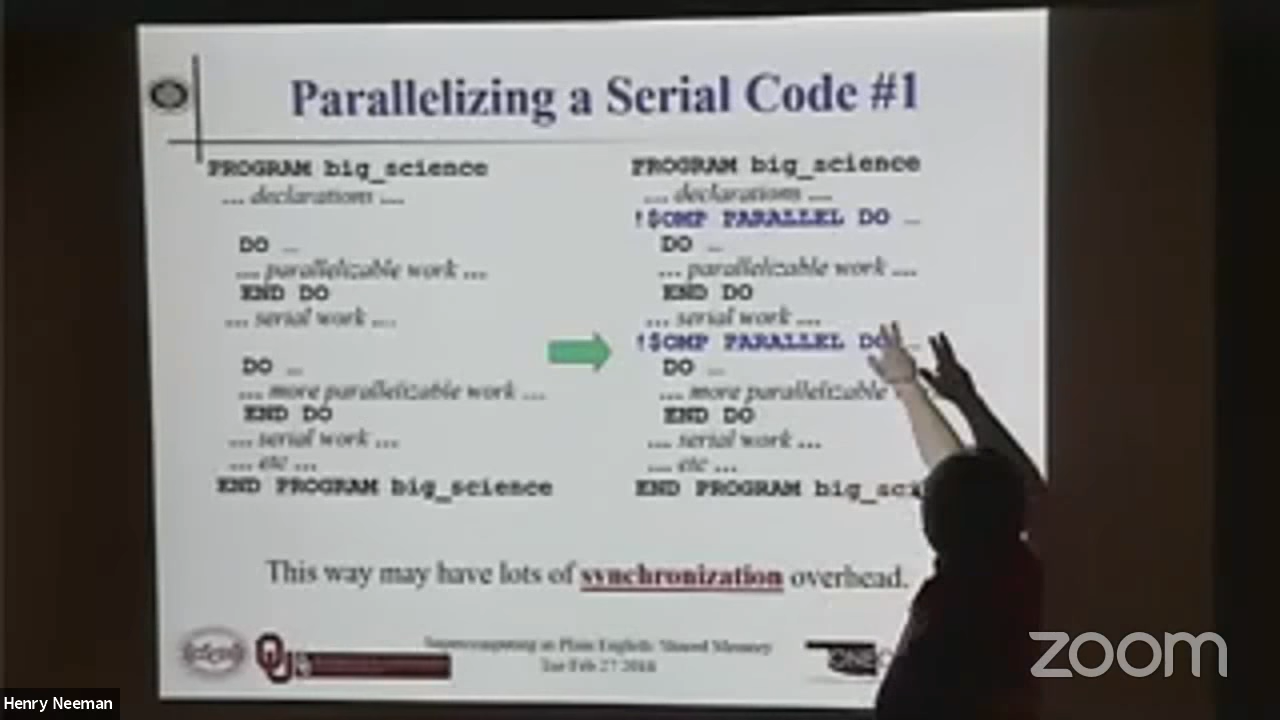 Parallelizing a Serial Code #1
PROGRAM big_science
... declarations ...
DO …
... parallelizable work ...
END DO
... serial work ...
DO …
... more parallelizable work ...
END DO
... serial work ...
... etc ...
END PROGRAM big_science
PROGRAM big_science
... declarations ...
!$OMP PARALLEL DO …
DO …
... parallelizable work ...
END DO
... serial work ...
!$OMP PARALLEL DO …
DO …
... more parallelizable
END DO
... serial work ...
... etc ...
END PROGRAM big_sci
This way may have lots of synchronization overhead.
Supercomputing in Plain English: Shared Memory
Tue Feb 27 2018
OU
ONE
Henry Neeman
zoom